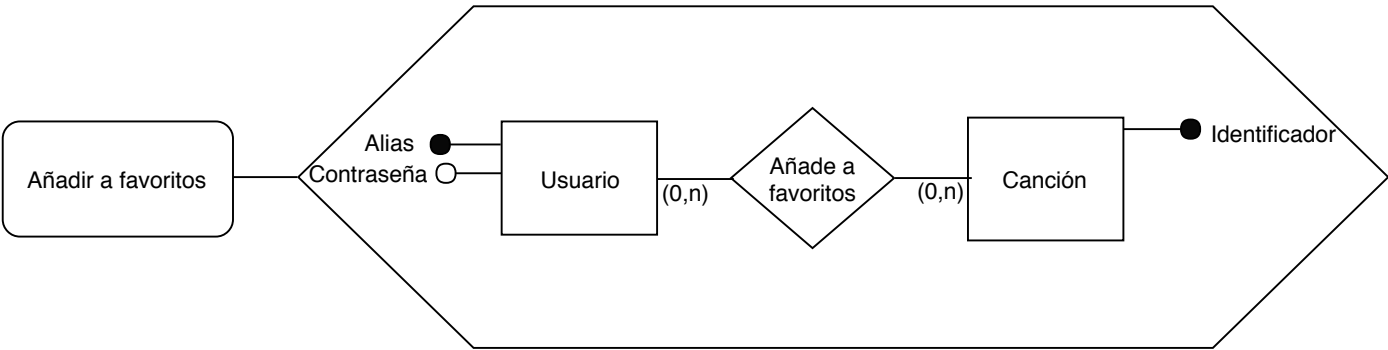 Añadir a favoritos
Alias
Contraseña
Usuario
(0,n)
Añade a
favoritos
(0,n)
Canción
Identificador